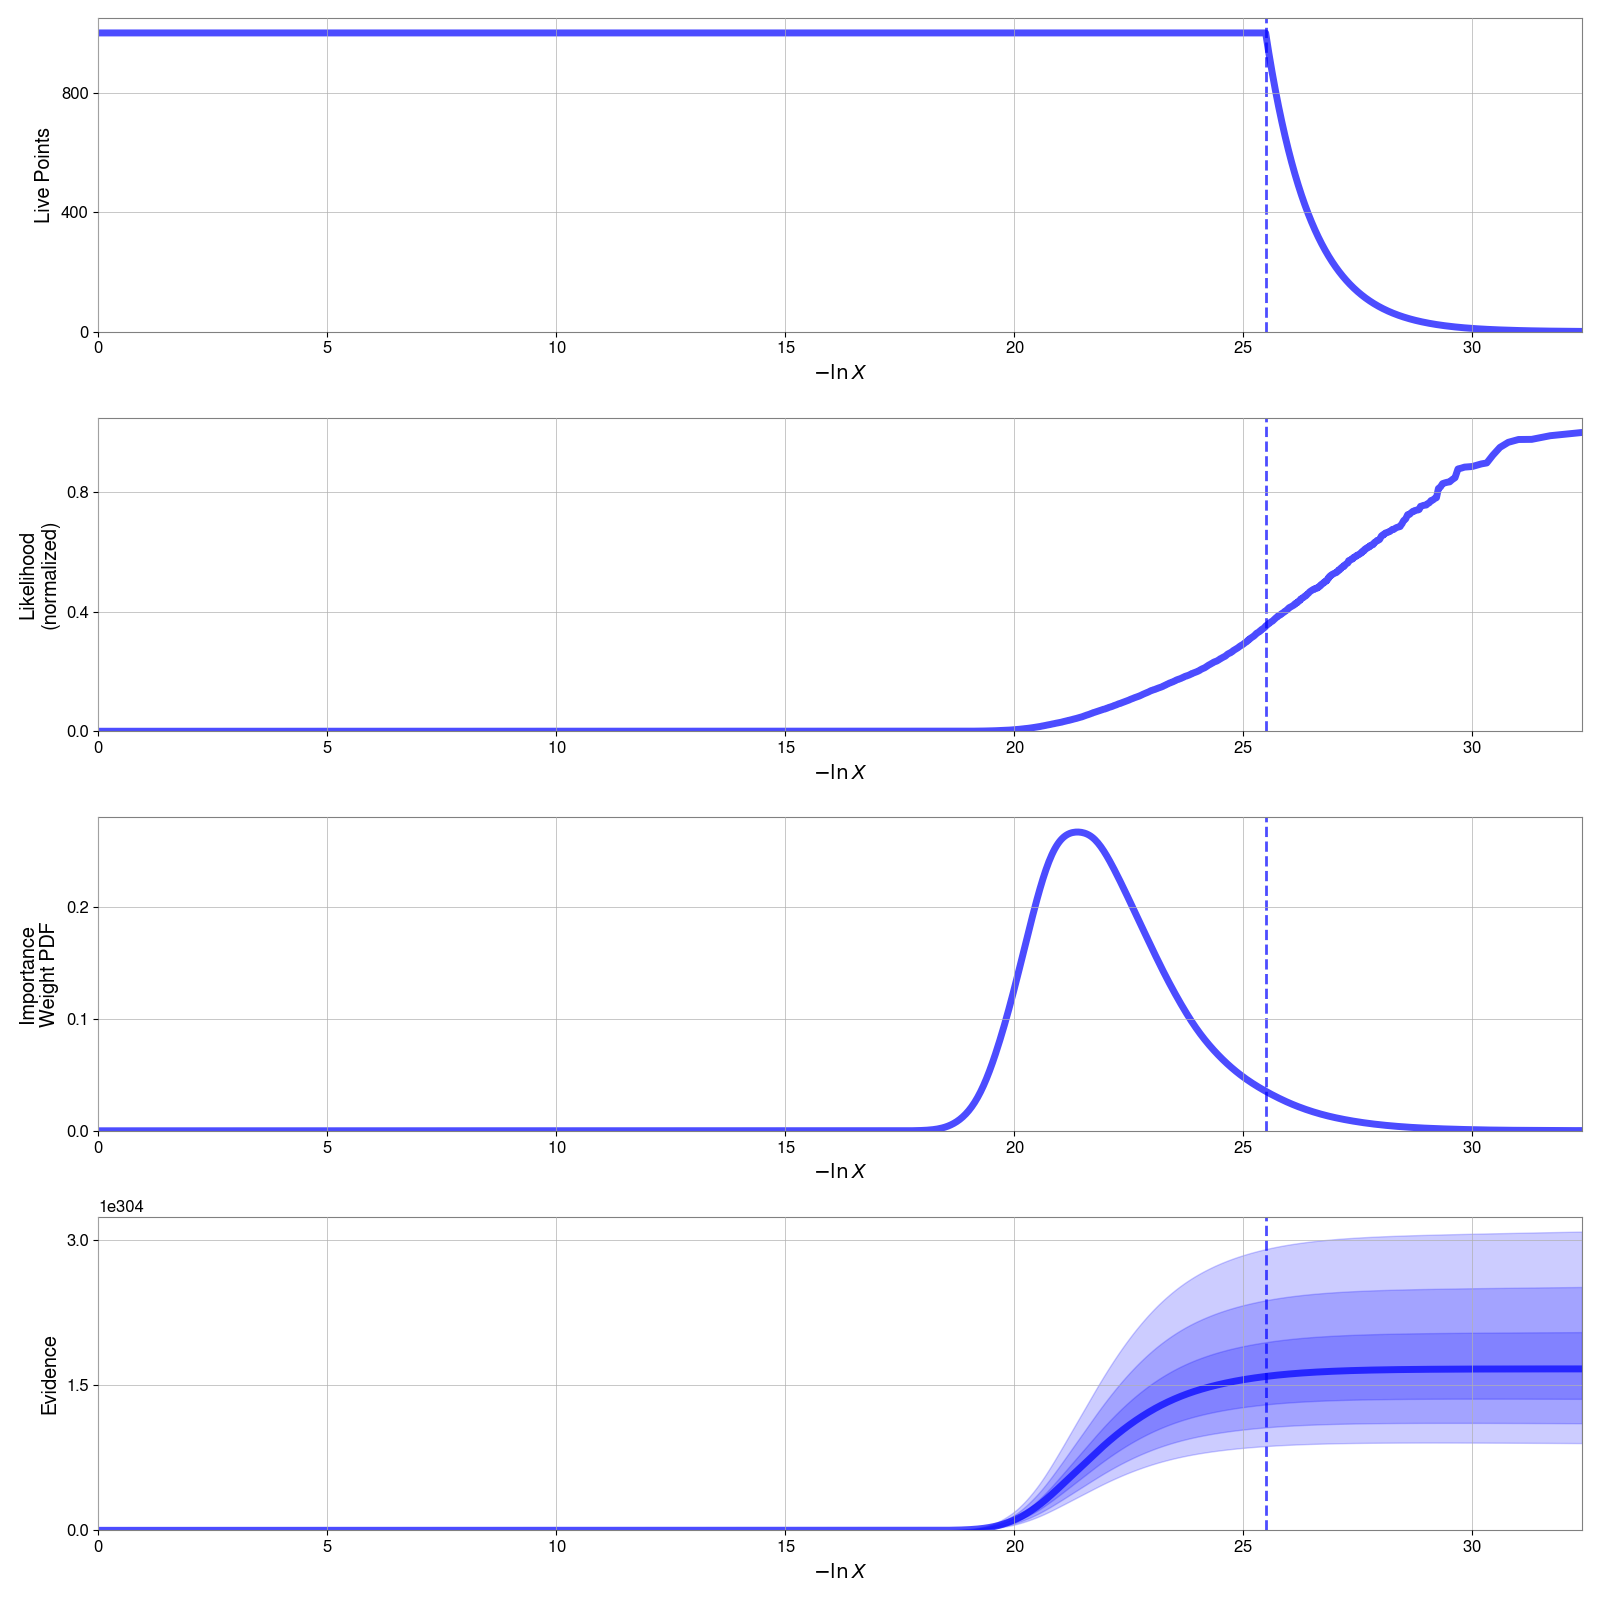 800
400
0
Live Points
0 5 10 15 20 25 30
−ln X
0.8
0.4
0.0
Likelihood
(normalized)
0 5 10 15 20 25 30
−ln X
0.2
0.1
0.0
Importance
Weight PDF
0 5 10 15 20 25 30
−ln X
1e304
3.0
1.5
0.0
Evidence
0 5 10 15 20 25 30
−ln X